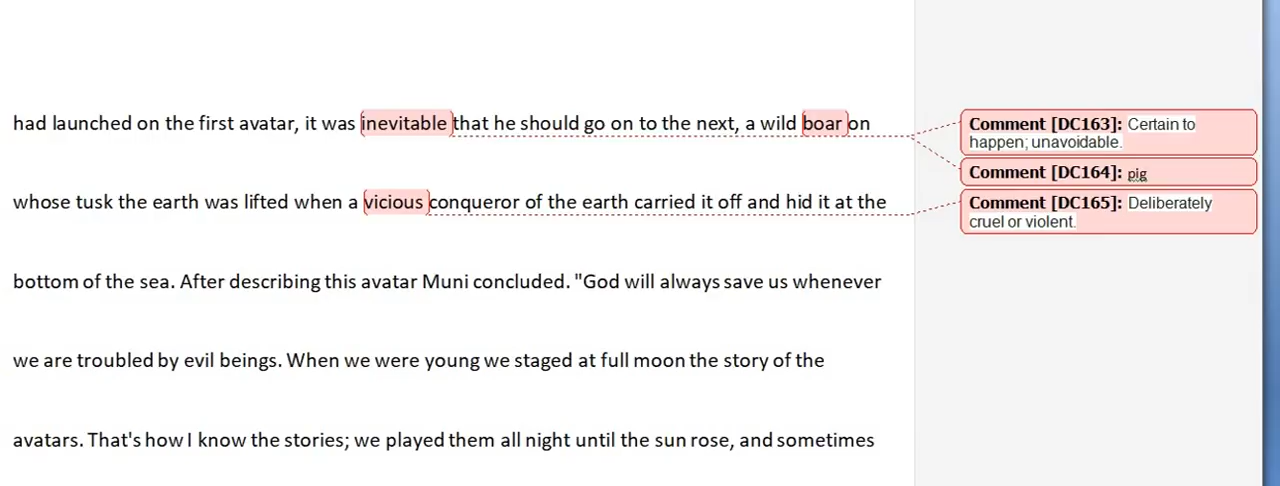 had launched on the first avatar, it was inevitable that he should go on to the next, a wild boar on
whose tusk the earth was lifted when a vicious conqueror of the earth carried it off and hid it at the
bottom of the sea. After describing this avatar Muni concluded. "God will always save us whenever
we are troubled by evil beings. When we were young we staged at full moon the story of the
avatars. That's how I know the stories; we played them all night until the sun rose, and sometimes
Comment [DC163]: Certain to
happen; unavoidable.
Comment [DC164]: pig
Comment [DC165]: Deliberately
cruel or violent.